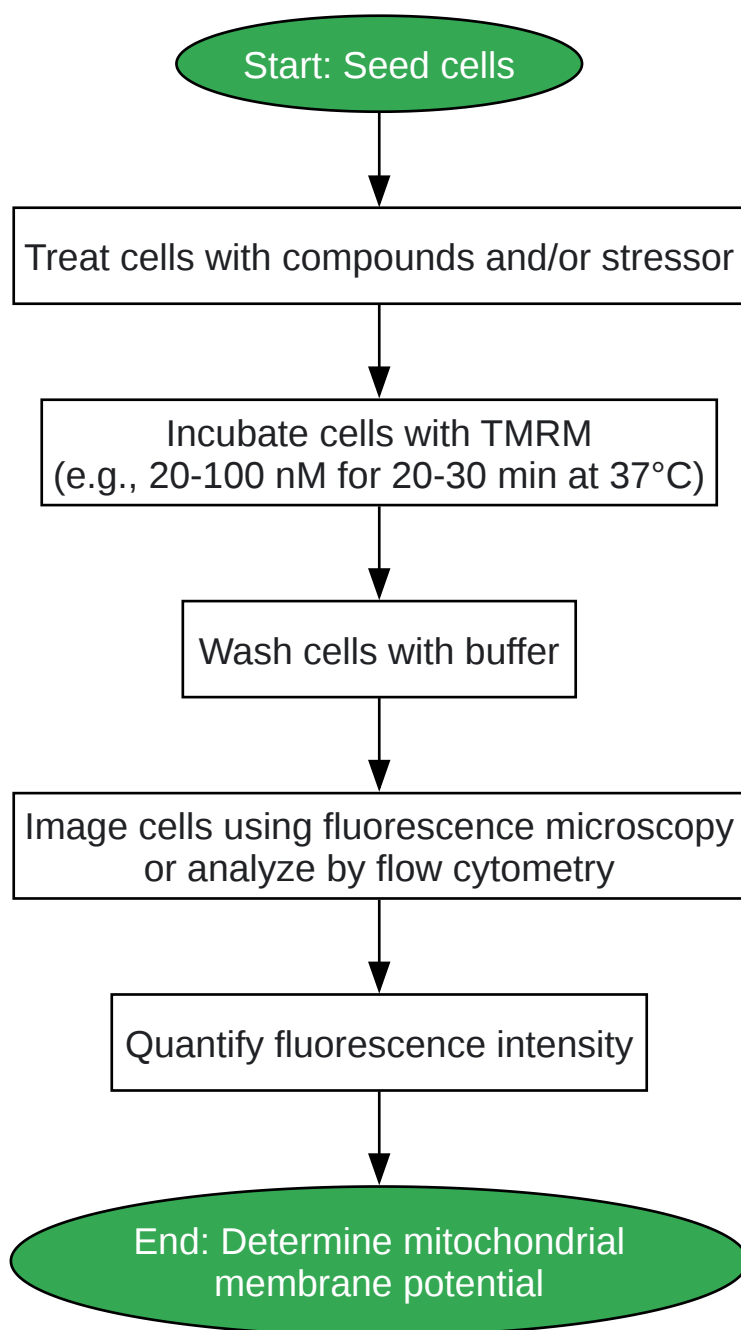 Start: Seed cells
Treat cells with compounds and/or stressor
Incubate cells with TMRM
(e.g., 20-100 nM for 20-30 min at 37°C)
Wash cells with buffer
Image cells using fluorescence microscopy
or analyze by flow cytometry
Quantify fluorescence intensity
End: Determine mitochondrial
membrane potential